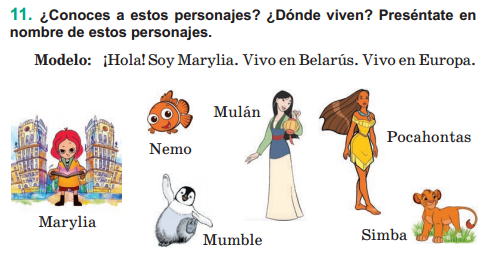 11. ¿Conoces a estos personajes? ¿Dónde viven? Preséntate en
nombre de estos personajes.
Modelo: ¡Hola! Soy Marylia. Vivo en Belarús. Vivo en Europa.
Mulán
Nemo
Pocahontas
Marylia
Mumble
Simba